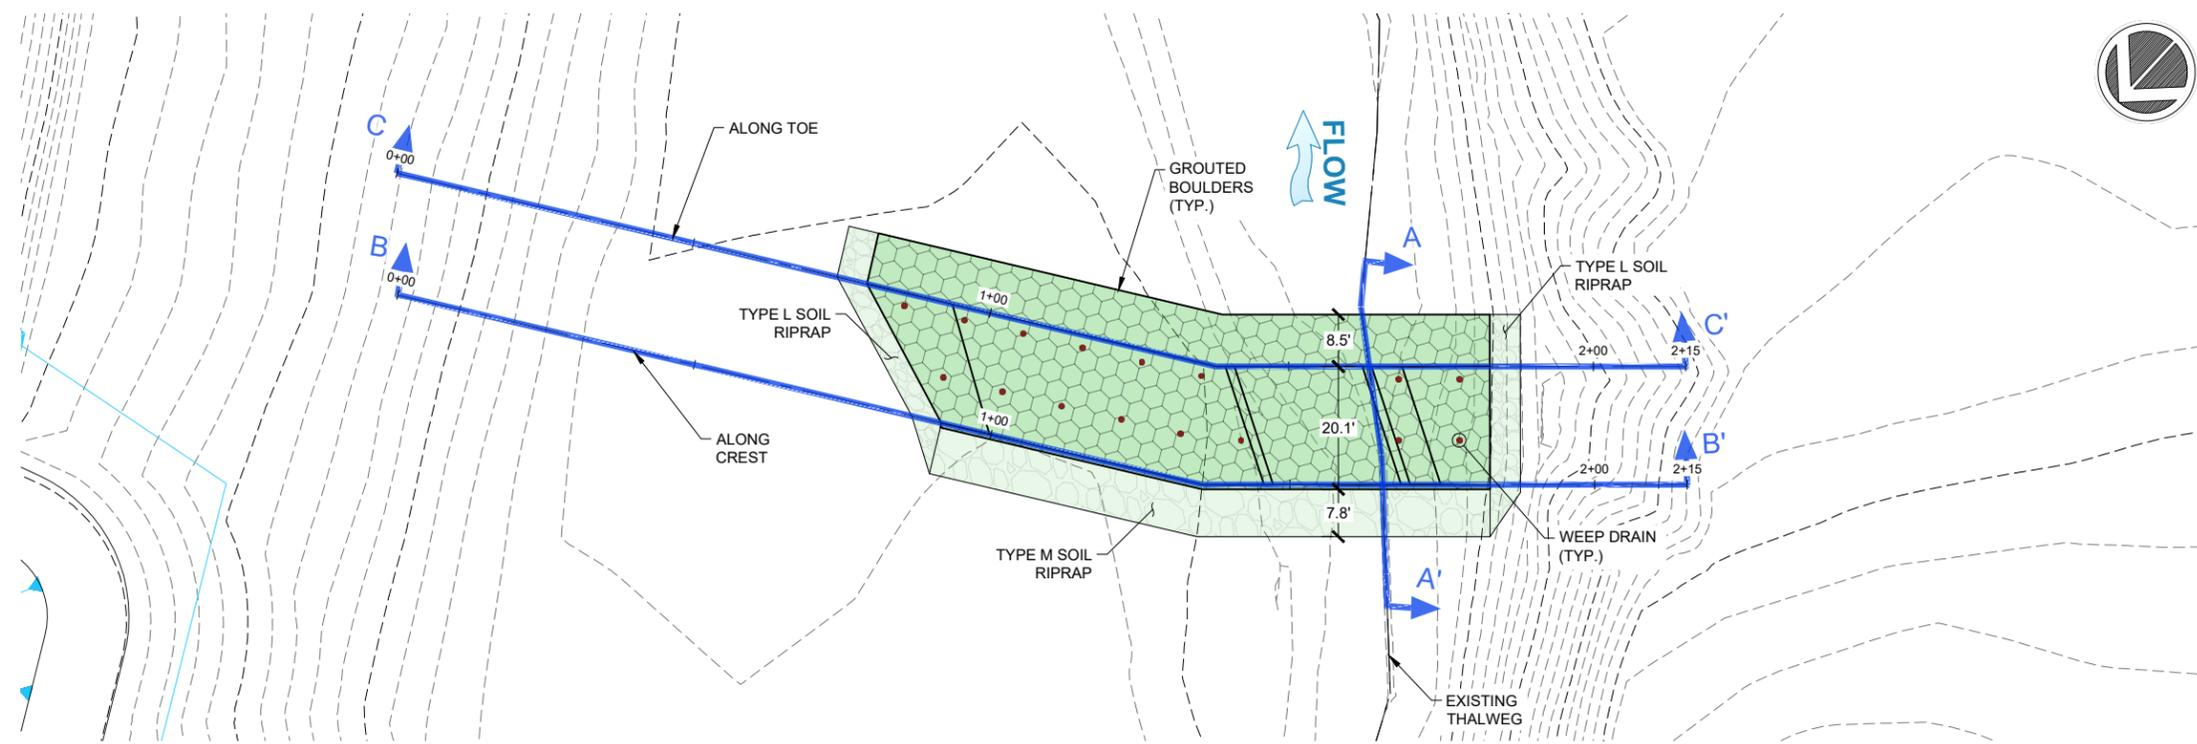 C
0+00
ALONG TOE
B
0+00
GROUTED
BOULDERS
(TYP.)
FLOW
A
TYPE L SOIL
RIPRAP
TYPE L SOIL
RIPRAP
1+00
8.5'
2+00
2+15
C'
ALONG
CREST
1+00
20.1'
2+00
2+15
B'
7.8'
TYPE M SOIL
RIPRAP
WEEP DRAIN
(TYP.)
A'
EXISTING
THALWEG